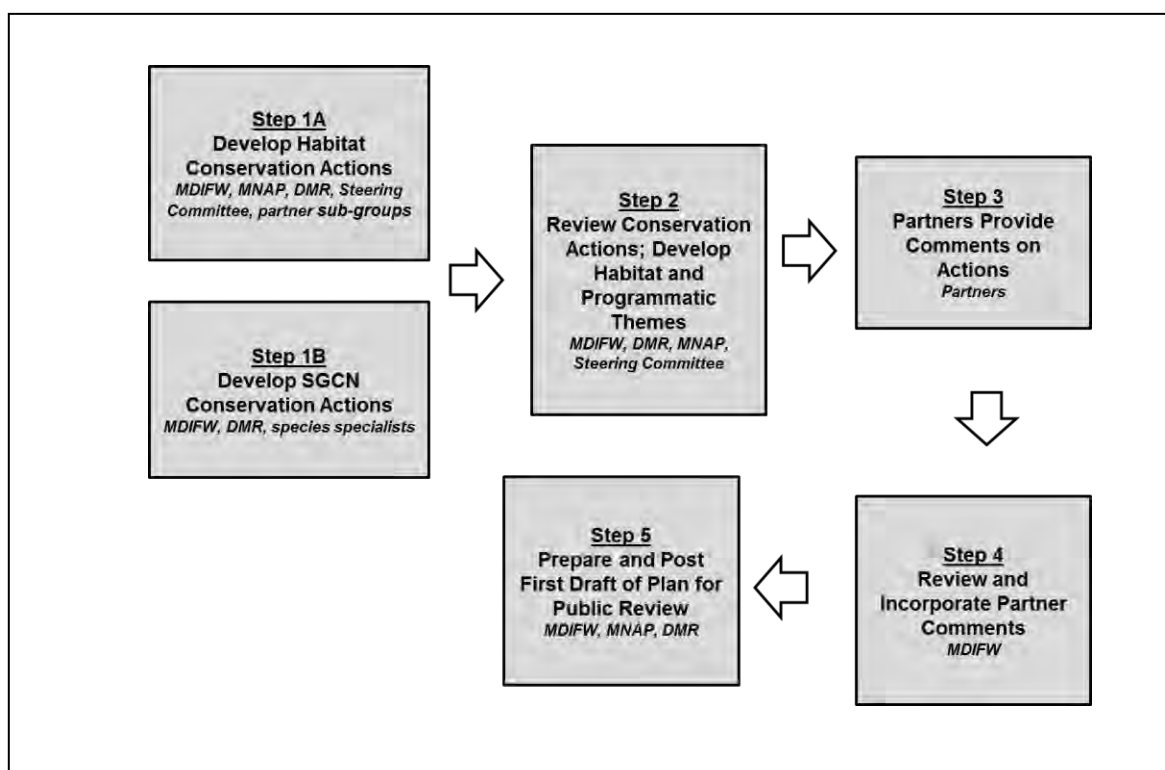 Step 1A
Develop Habitat
Conservation Actions
MDIFW, MNAP, DMR, Steering
Committee, partner sub-groups
Step 1B
Develop SGCN
Conservation Actions
MDIFW, DMR, species specialists
Step 2
Review Conservation
Actions; Develop
Habitat and
Programmatic
Themes
MDIFW, DMR, MNAP,
Steering Committee
Step 3
Partners Provide
Comments on
Actions
Partners
Step 4
Review and
Incorporate Partner
Comments
MDIFW
Step 5
Prepare and Post
First Draft of Plan for
Public Review
MDIFW, MNAP, DMR